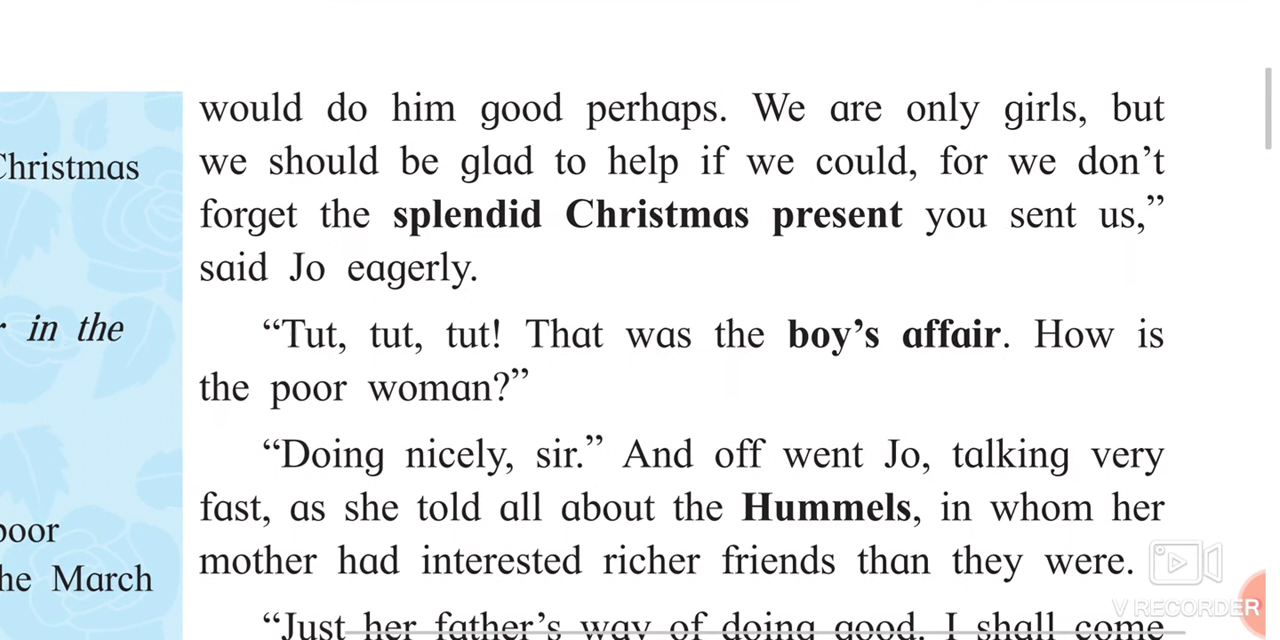 would do him good perhaps. We are only girls, but
we should be glad to help if we could, for we don't
forget the splendid Christmas present you sent us,"
said Jo eagerly.
"Tut, tut, tut! That was the boy's affair. How is
the poor woman?"
"Doing nicely, sir." And off went Jo, talking very
fast, as she told all about the Hummels, in whom her
mother had interested richer friends than they were.
"Just her father's way of doing good. I shall come
Christmas
in the
poor
he March
V RECORDER